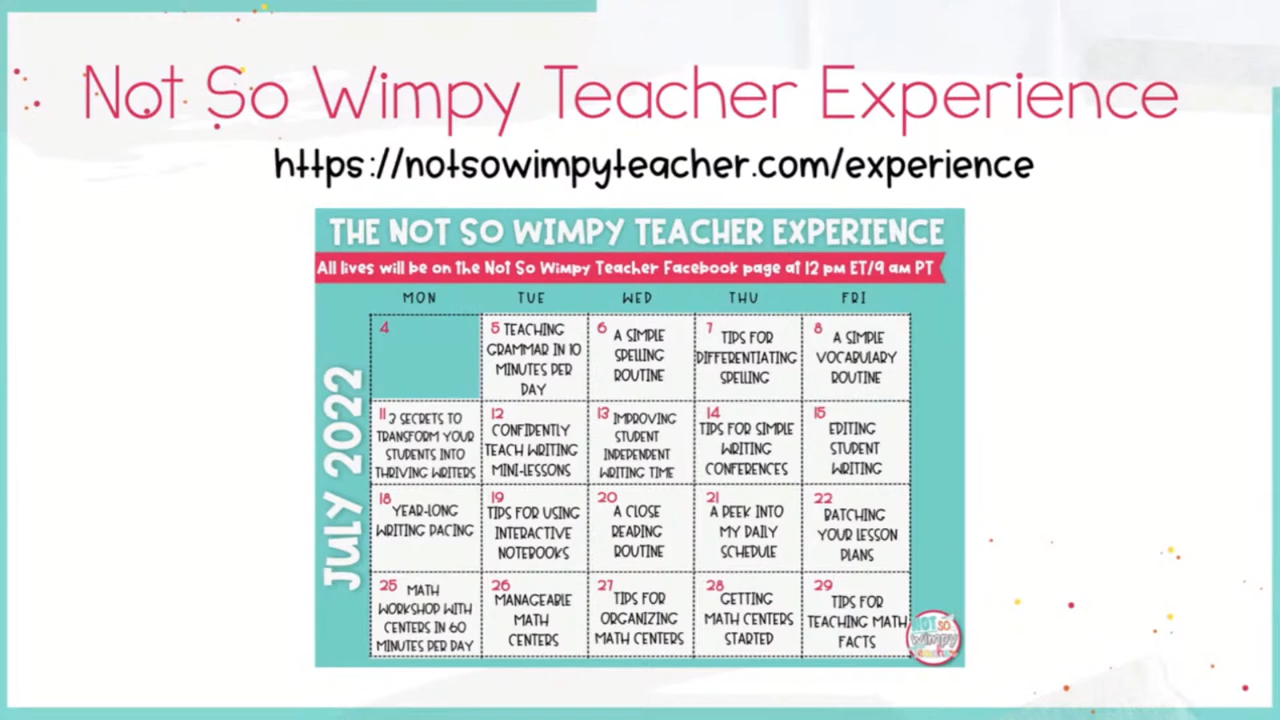 Not So Wimpy Teacher Experience
https://notsowimpyteacher.com/experience
THE NOT SO WIMPY TEACHER EXPERIENCE
All lives will be on the Not So Wimpy Teacher Facebook page at 12 pm ET/9 am PT
MON TUE WED THU FRI
JULY 2022
4
5 TEACHING
GRAMMAR IN 10
MINUTES PER
DAY
6 A SIMPLE
SPELLING
ROUTINE
7 TIPS FOR
DIFFERENTIATING
SPELLING
8 A SIMPLE
VOCABULARY
ROUTINE
11 3 SECRETS TO
TRANSFORM YOUR
STUDENTS INTO
THRIVING WRITERS
12
CONFIDENTLY
TEACH WRITING
MINI-LESSONS
13 IMPROVING
STUDENT
INDEPENDENT
WRITING TIME
14
TIPS FOR SIMPLE
WRITING
CONFERENCES
15
EDITING
STUDENT
WRITING
18
YEAR-LONG
WRITING PACING
19
TIPS FOR USING
INTERACTIVE
NOTEBOOKS
20
A CLOSE
READING
ROUTINE
21
A PEEK INTO
MY DAILY
SCHEDULE
22
BATCHING
YOUR LESSON
PLANS
25 MATH
WORKSHOP WITH
CENTERS IN 60
MINUTES PER DAY
26
MANAGEABLE
MATH
CENTERS
27
TIPS FOR
ORGANIZING
MATH CENTERS
28
GETTING
MATH CENTERS
STARTED
29
TIPS FOR
TEACHING MATH
FACTS
NOT SO
wimpy
teacher